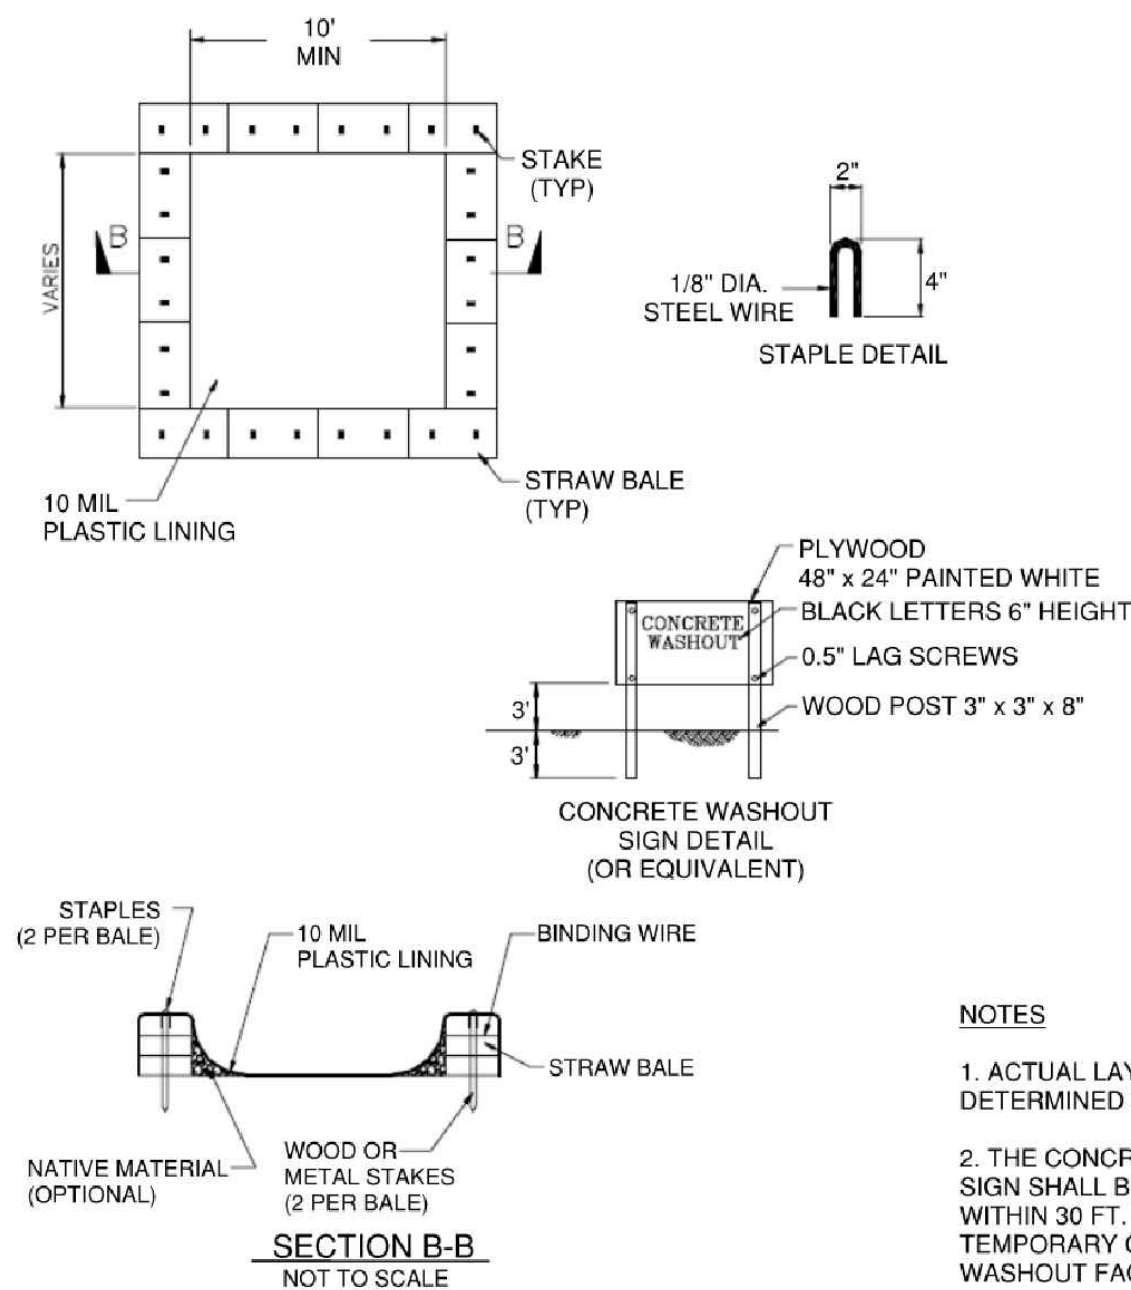 10'
MIN
STAKE
(TYP)
VARIES
B
B
10 MIL
PLASTIC LINING
STRAW BALE
(TYP)
2"
4"
1/8" DIA.
STEEL WIRE
STAPLE DETAIL
PLYWOOD
48" x 24" PAINTED WHITE
BLACK LETTERS 6" HEIGHT
CONCRETE
WASHOUT
0.5" LAG SCREWS
WOOD POST 3" x 3" x 8"
3'
3'
CONCRETE WASHOUT
SIGN DETAIL
(OR EQUIVALENT)
STAPLES
(2 PER BALE)
10 MIL
PLASTIC LINING
BINDING WIRE
STRAW BALE
NATIVE MATERIAL
(OPTIONAL)
WOOD OR
METAL STAKES
(2 PER BALE)
SECTION B-B
NOT TO SCALE
NOTES
1. ACTUAL
DETERMINED
2. THE
SIGN SHALL
WITHIN 30 FT.
TEMPORARY
WASHOUT